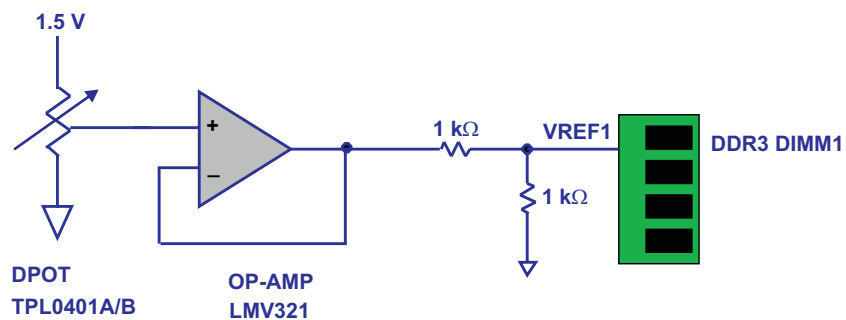 1.5 V
+
–
1 kΩ
VREF1
DDR3 DIMM1
1 kΩ
DPOT
TPL0401A/B
OP-AMP
LMV321